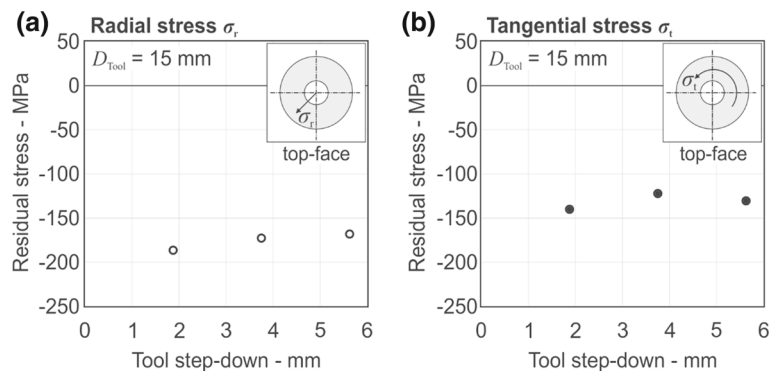 (a) Radial stress σr
50
0
-50
-100
-150
-200
-250
Residual stress - MPa
DTool = 15 mm
σr
top-face
0 1 2 3 4 5 6
Tool step-down - mm
(b) Tangential stress σt
50
0
-50
-100
-150
-200
-250
Residual stress - MPa
DTool = 15 mm
σt
top-face
0 1 2 3 4 5 6
Tool step-down - mm